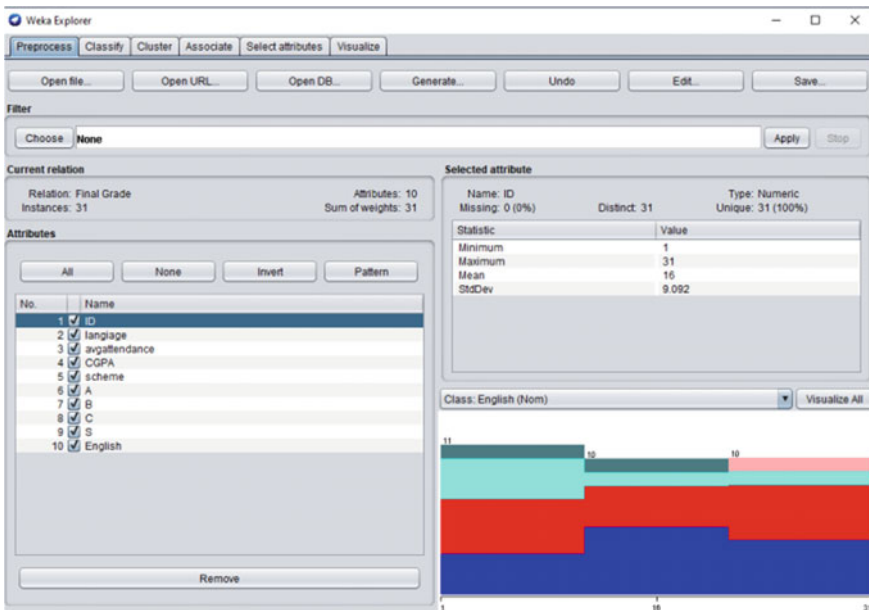 Weka Explorer
Preprocess Classify Cluster Associate Select attributes Visualize
Open file... Open URL... Open DB... Generate... Undo Edit... Save...
Filter
Choose None Apply Stop
Current relation
Relation: Final Grade Attributes: 10
Instances: 31 Sum of weights: 31
Attributes
All None Invert Pattern
No. Name
1 ID
2 langiage
3 avgattendance
4 CGPA
5 scheme
6 A
7 B
8 C
9 S
10 English
Remove
Selected attribute
Name: ID Type: Numeric
Missing: 0 (0%) Distinct: 31 Unique: 31 (100%)
Statistic Value
Minimum 1
Maximum 31
Mean 16
StdDev 9.092
Class: English (Nom) Visualize All
11 10 10
1 16